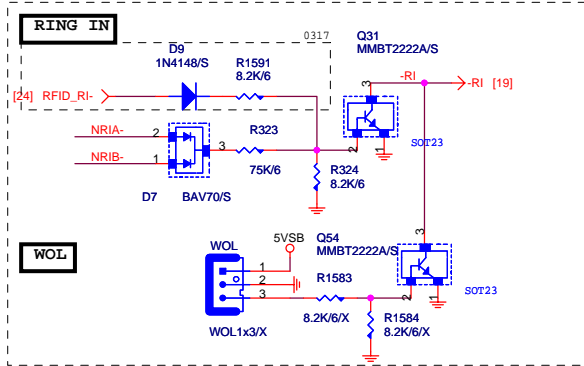 RING IN
0317
D9
1N4148/S
R1591
8.2K/6
Q31
MMBT2222A/S
[24] RFID_RI-
3
-RI
-RI [19]
2
1
SOT23
NRIA-
2
NRIB-
1
3
R323
75K/6
R324
8.2K/6
D7
BAV70/S
WOL
WOL
5VSB
1
2
3
WOL1x3/X
Q54
MMBT2222A/S
R1583
8.2K/6/X
R1584
8.2K/6/X
3
2
1
SOT23